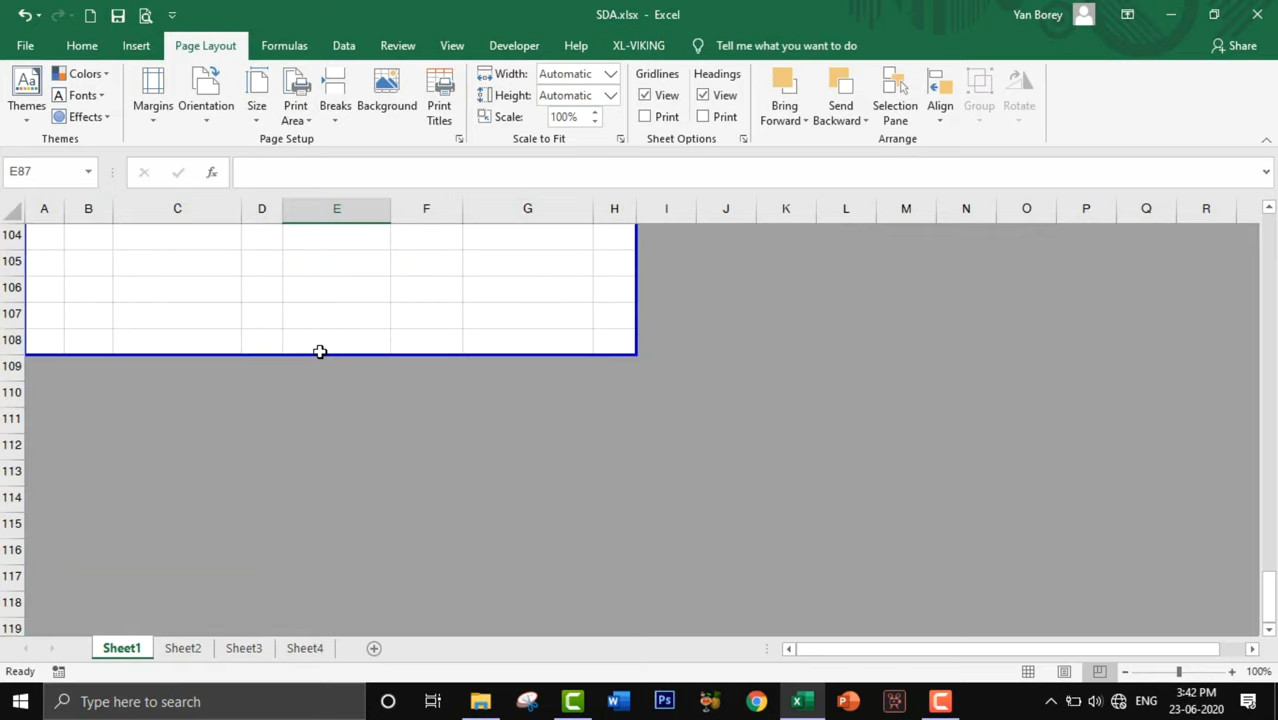 SDA.xlsx - Excel
Yan Borey
File Home Insert Page Layout Formulas Data Review View Developer Help XL-VIKING Tell me what you want to do Share
Themes
Colors
Fonts
Effects
Themes
Margins
Orientation
Size
Print
Area
Breaks
Background
Print
Titles
Page Setup
Width: Automatic
Height: Automatic
Scale: 100%
Scale to Fit
Gridlines
View
Print
Headings
View
Print
Sheet Options
Bring
Forward
Send
Backward
Selection
Pane
Align
Group
Rotate
Arrange
E87
fx
A B C D E F G H I J K L M N O P Q R
104
105
106
107
108
109
110
111
112
113
114
115
116
117
118
119
Sheet1 Sheet2 Sheet3 Sheet4
Ready
100%
Type here to search
ENG
3:42 PM
23-06-2020